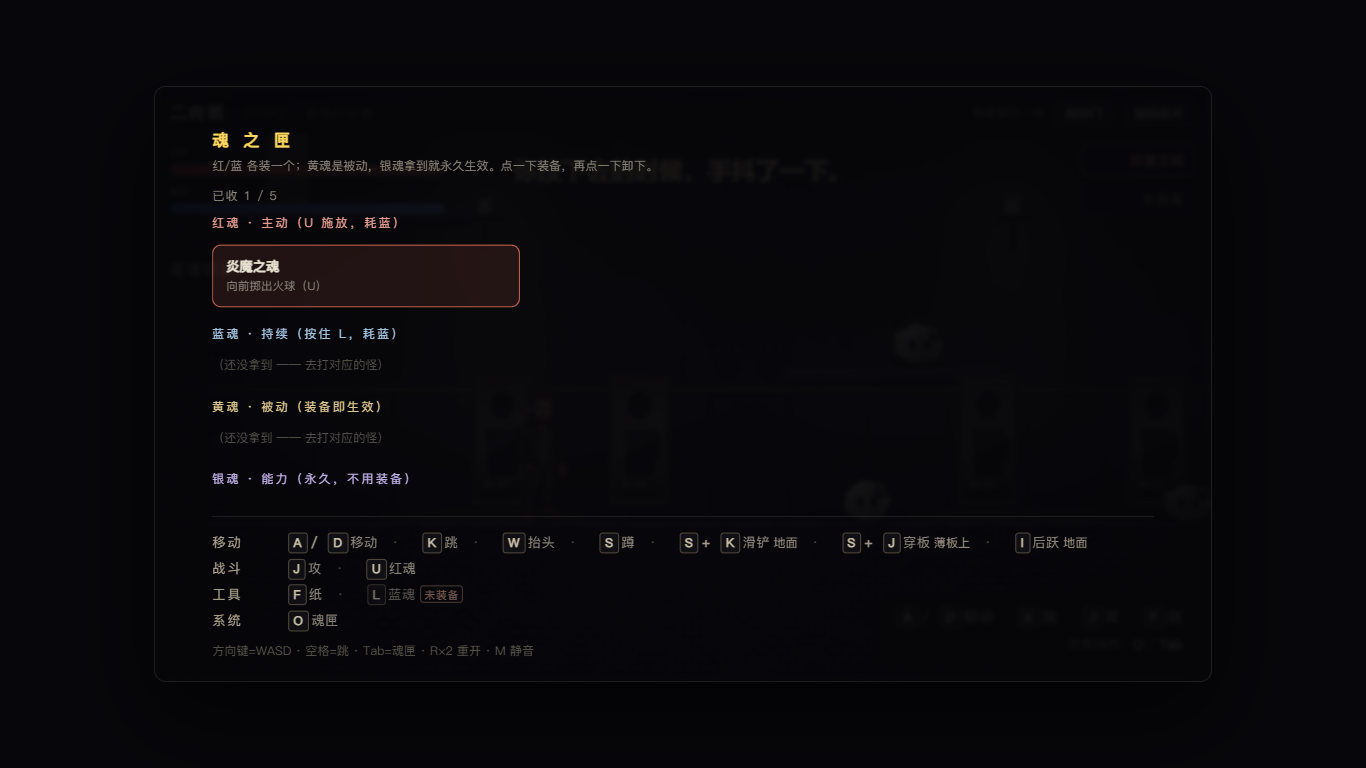 魂之匣
红/蓝 各装一个；黄魂是被动，银魂拿到就永久生效。点一下装备，再点一下卸下。
手抖了一下。
已收 1 / 5
红魂 · 主动（U 施放，耗蓝）
炎魔之魂
向前掷出火球（U）
蓝魂 · 持续（按住 L，耗蓝）
（还没拿到 —— 去打对应的怪）
黄魂 · 被动（装备即生效）
（还没拿到 —— 去打对应的怪）
银魂 · 能力（永久，不用装备）
移动 A / D 移动 · K 跳 · W 抬头 · S 蹲 · S + K 滑铲 地面 · S + J 穿板 薄板上 · I 后跃 地面
战斗 J 攻 · U 红魂
工具 F 纸 · L 蓝魂 未装备
系统 O 魂匣
方向键=WASD · 空格=跳 · Tab=魂匣 · R×2 重开 · M 静音